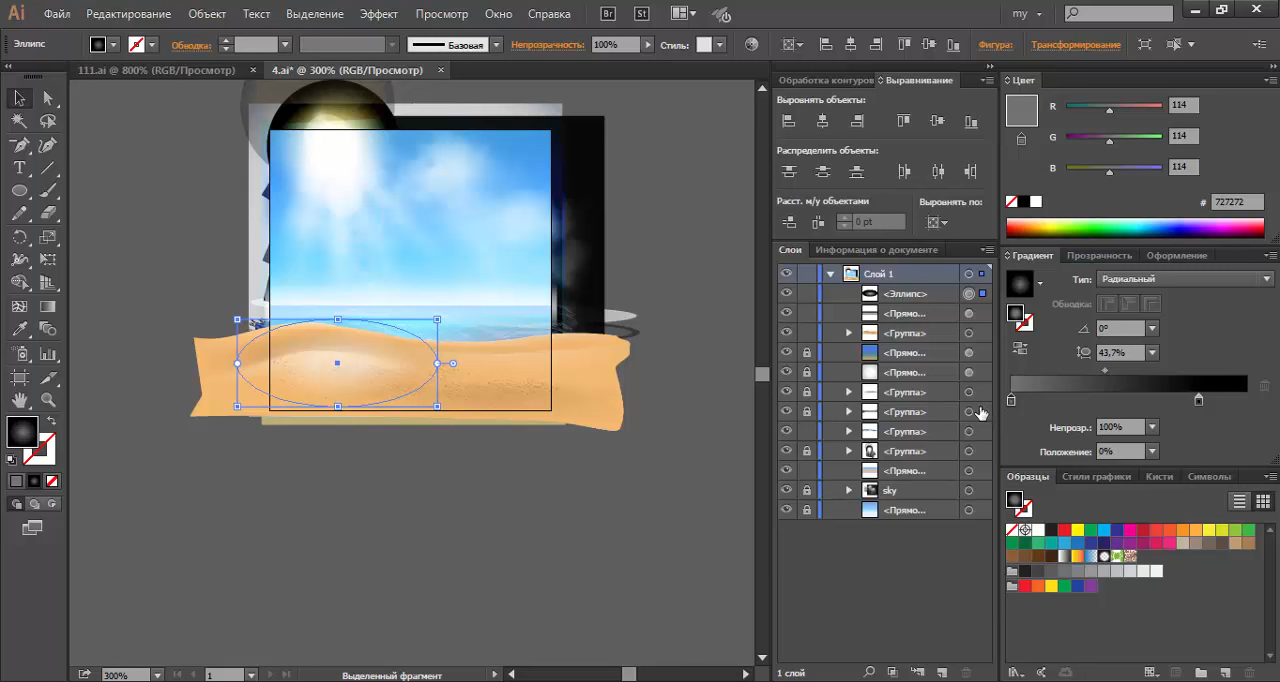 Ai Файл Редактирование Объект Текст Выделение Эффект Просмотр Окно Справка Br St my
Эллипс Обводка: Базовая Непрозрачность: 100% Стиль: Фигура: Трансформирование
111.ai @ 800% (RGB/Просмотр) × 4.ai* @ 300% (RGB/Просмотр) ×
Обработка контуров Выравнивание
Выровнять объекты:
Распределить объекты:
Расст. м/у объектами Выровнять по:
0 pt
Слои Информация о документе
Слой 1
<Эллипс>
<Прямо...
<Группа>
<Прямо...
<Прямо...
<Группа>
<Группа>
<Группа>
<Группа>
<Прямо...
sky
<Прямо...
1 слой
Цвет
R 114
G 114
B 114
# 727272
Градиент Прозрачность Оформление
Тип: Радиальный
Обводка:
0°
43,7%
Непрозр.: 100%
Положение: 0%
Образцы Стили графики Кисти Символы
300% 1 Выделенный фрагмент